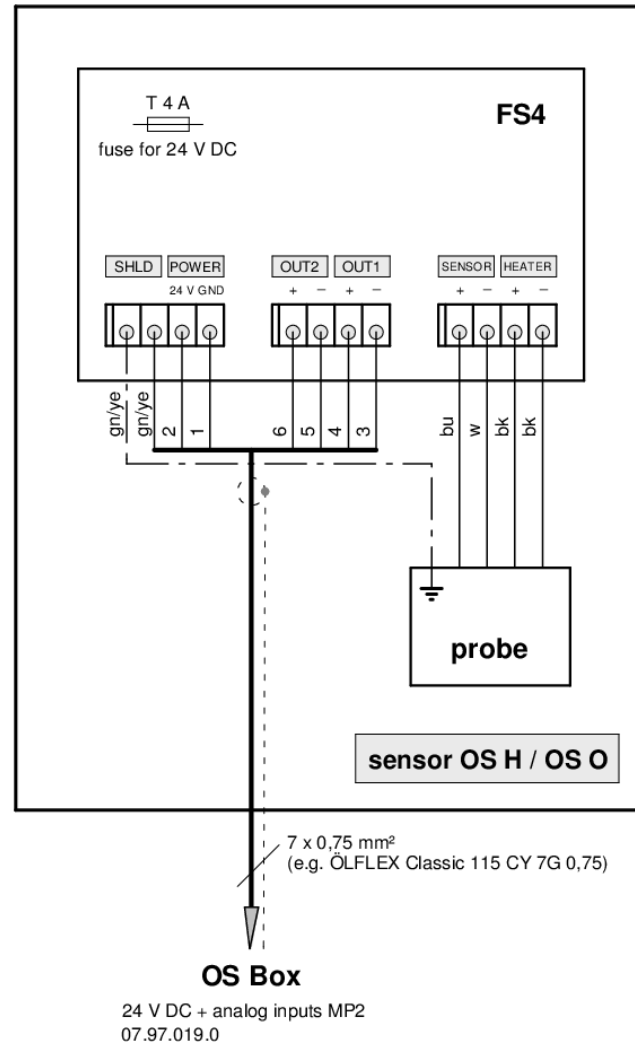 T 4 A
fuse for 24 V DC
FS4
SHLD POWER OUT2 OUT1 SENSOR HEATER
24 V GND + − + − + − + −
gn/ye gn/ye 2 1 6 5 4 3 bu w bk bk
probe
sensor OS H / OS O
7 x 0,75 mm²
(e.g. ÖLFLEX Classic 115 CY 7G 0,75)
OS Box
24 V DC + analog inputs MP2
07.97.019.0